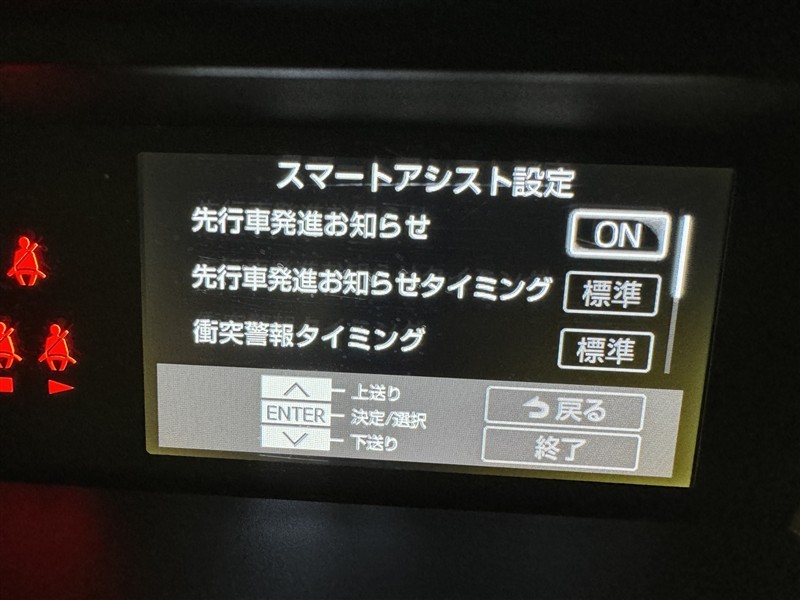 スマートアシスト設定
先行車発進お知らせ ON
先行車発進お知らせタイミング 標準
衝突警報タイミング 標準
上送り
ENTER 決定/選択
下送り
戻る
終了